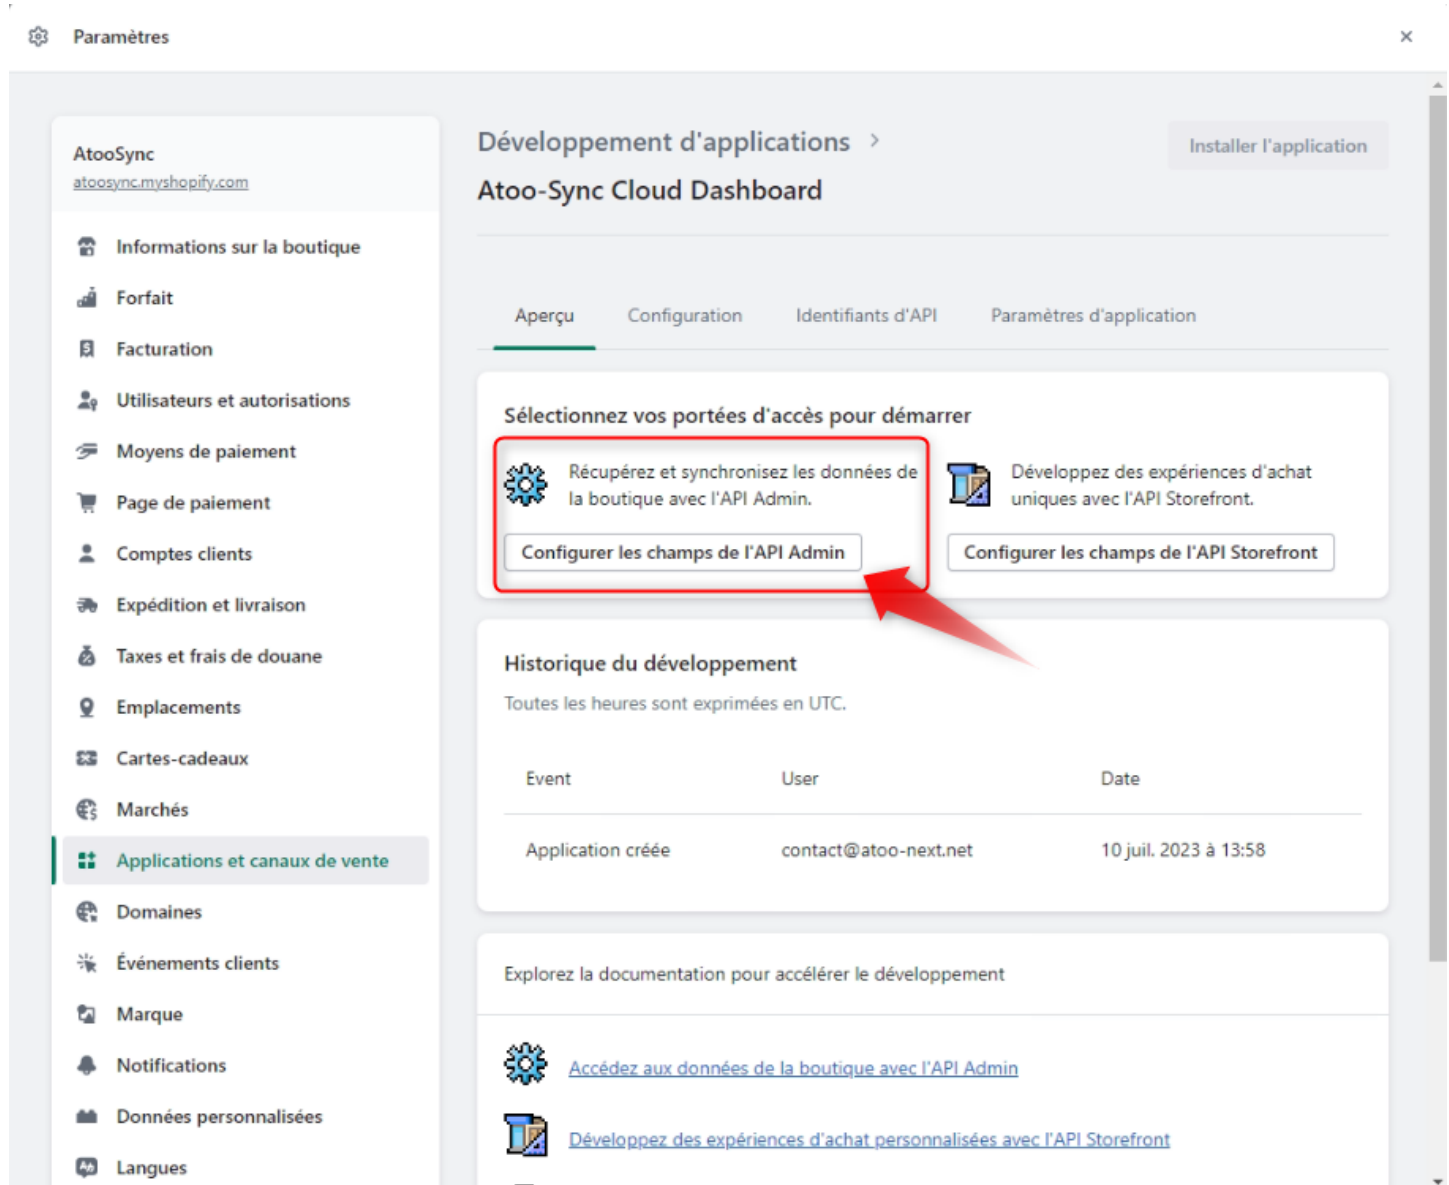 Paramètres
AtooSync
atoosync.myshopify.com
Informations sur la boutique
Forfait
Facturation
Utilisateurs et autorisations
Moyens de paiement
Page de paiement
Comptes clients
Expédition et livraison
Taxes et frais de douane
Emplacements
Cartes-cadeaux
Marchés
Applications et canaux de vente
Domaines
Événements clients
Marque
Notifications
Données personnalisées
Langues
Développement d'applications
Installer l'application
Atoo-Sync Cloud Dashboard
Aperçu Configuration Identifiants d'API Paramètres d'application
Sélectionnez vos portées d'accès pour démarrer
Récupérez et synchronisez les données de
la boutique avec l'API Admin.
Configurer les champs de l'API Admin
Développez des expériences d'achat
uniques avec l'API Storefront.
Configurer les champs de l'API Storefront
Historique du développement
Toutes les heures sont exprimées en UTC.
Event User Date
Application créée contact@atoo-next.net 10 juil. 2023 à 13:58
Explorez la documentation pour accélérer le développement
Accédez aux données de la boutique avec l'API Admin
Développez des expériences d'achat personnalisées avec l'API Storefront